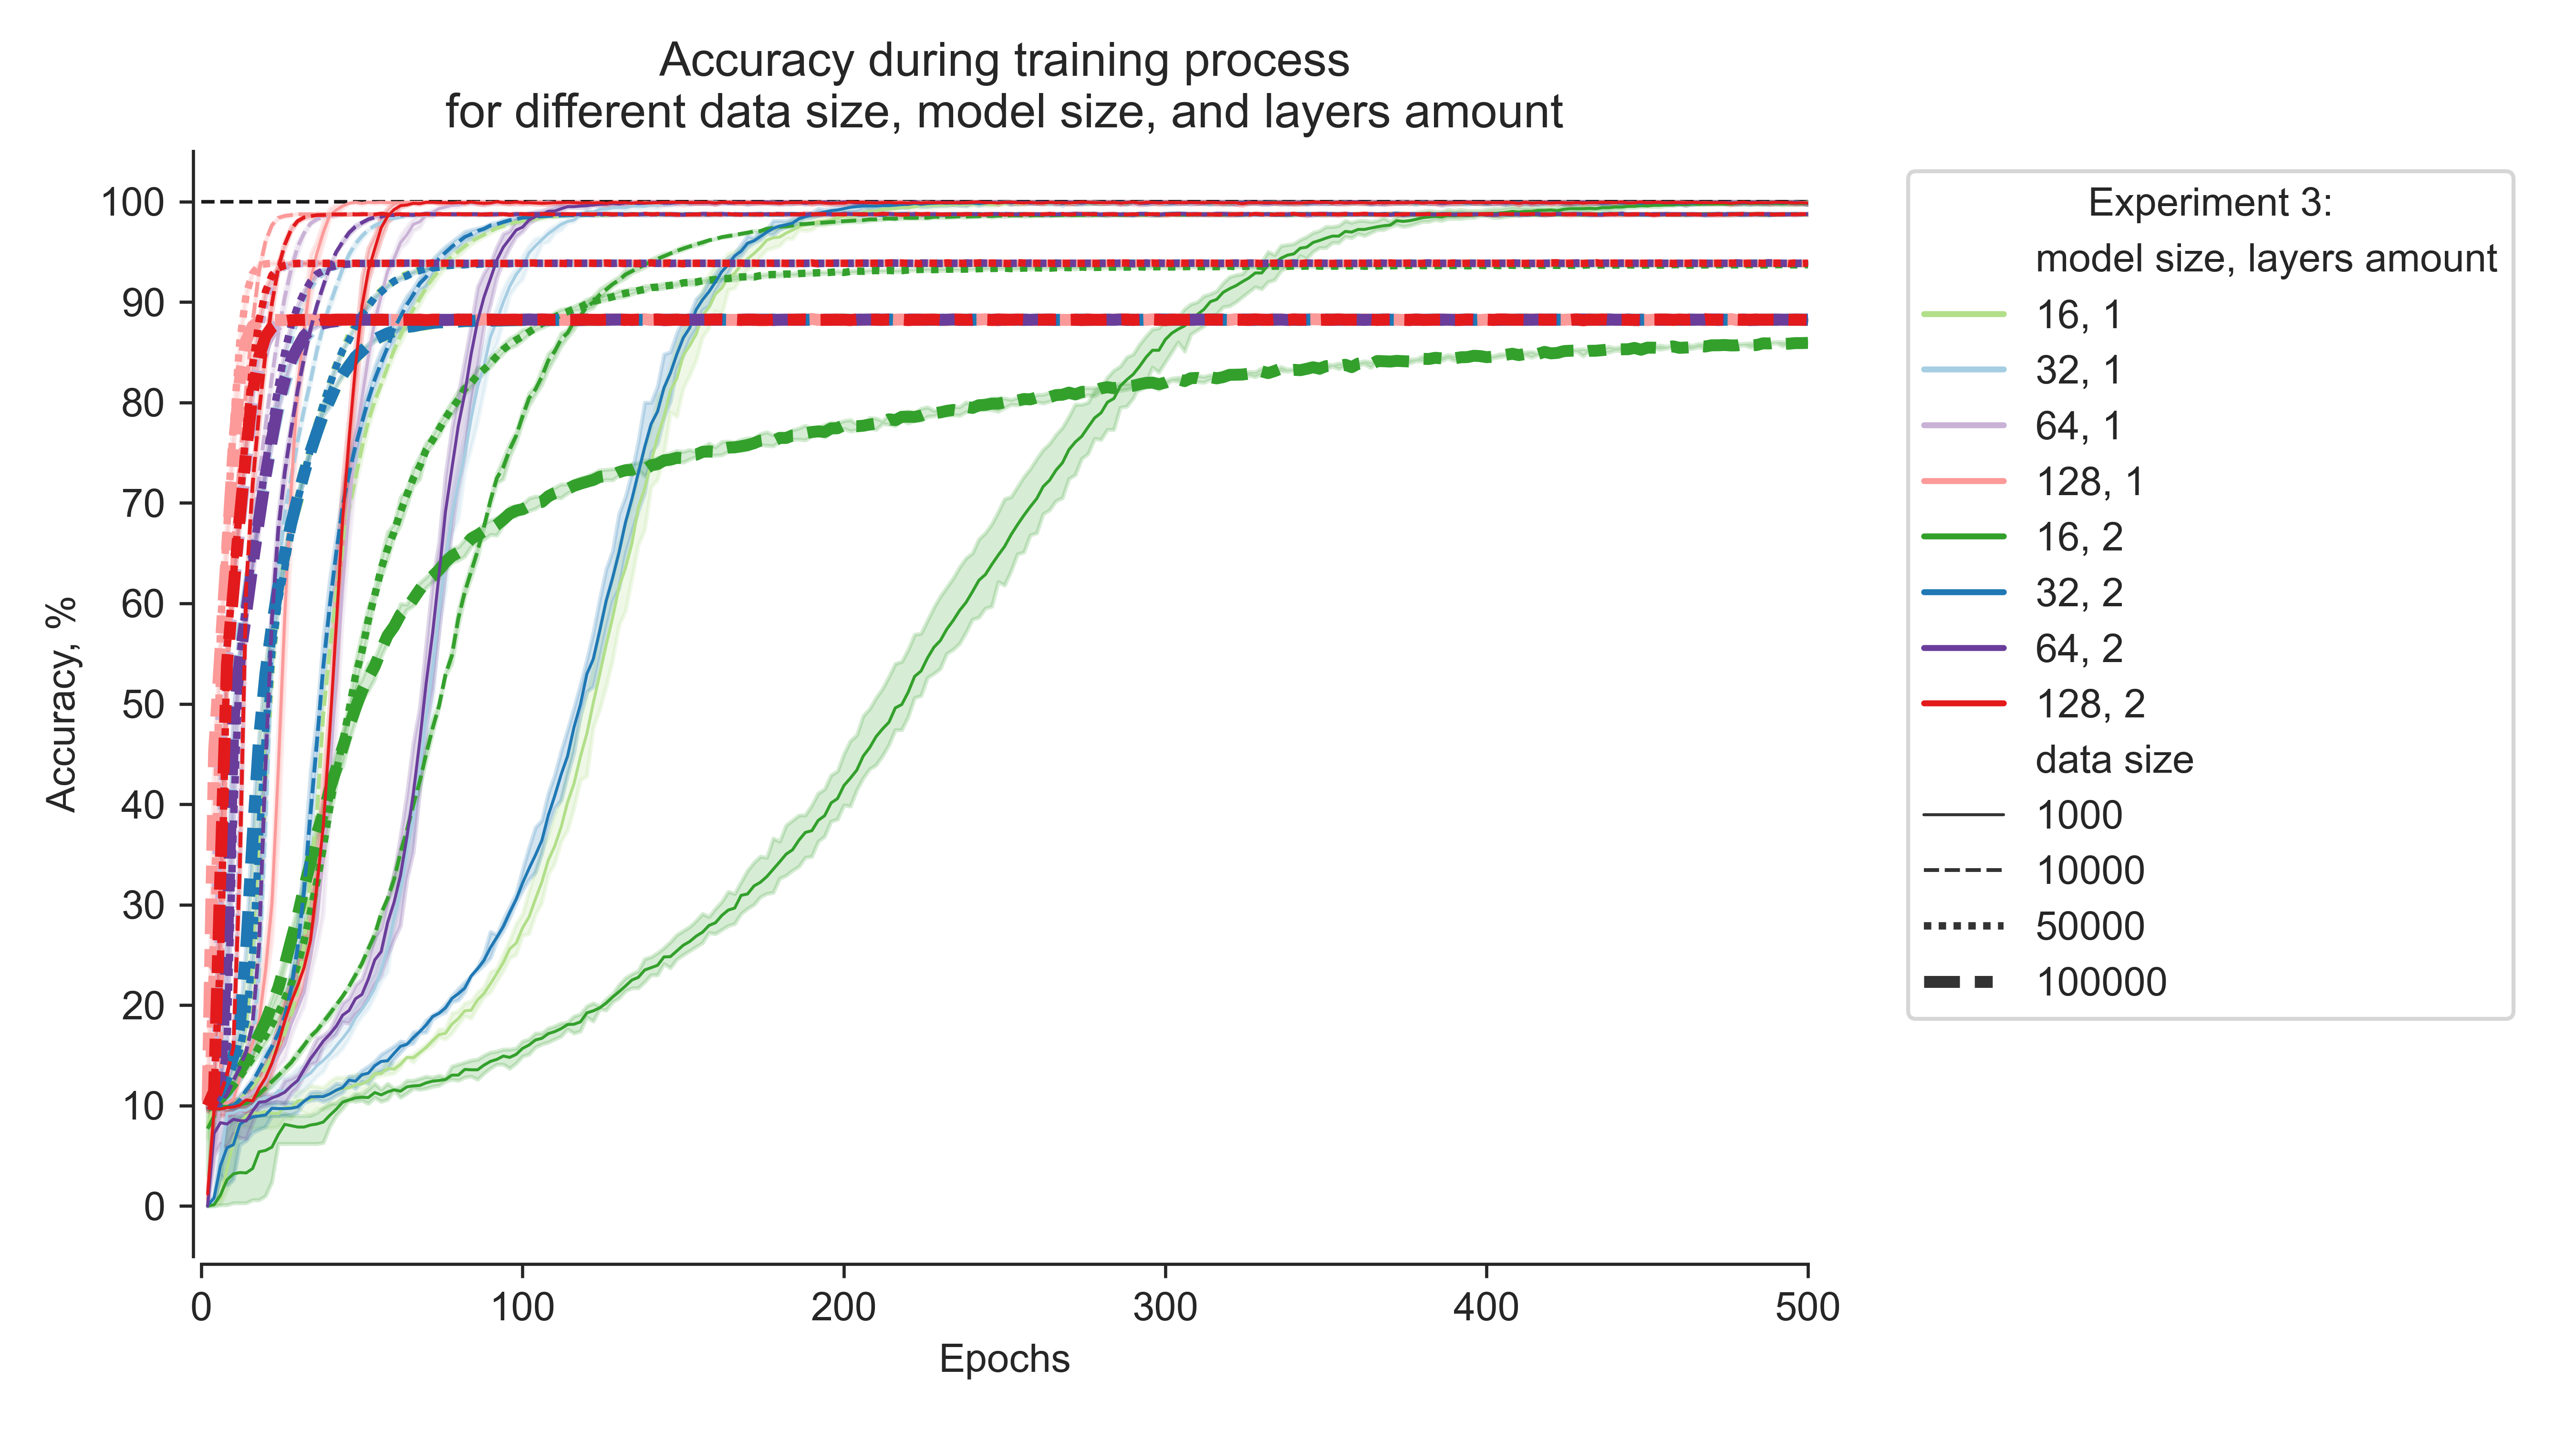 Accuracy during training process
for different data size, model size, and layers amount
Accuracy, %
100
90
80
70
60
50
40
30
20
10
0
0 100 200 300 400 500
Epochs
Experiment 3:
model size, layers amount
16, 1
32, 1
64, 1
128, 1
16, 2
32, 2
64, 2
128, 2
data size
1000
10000
50000
100000